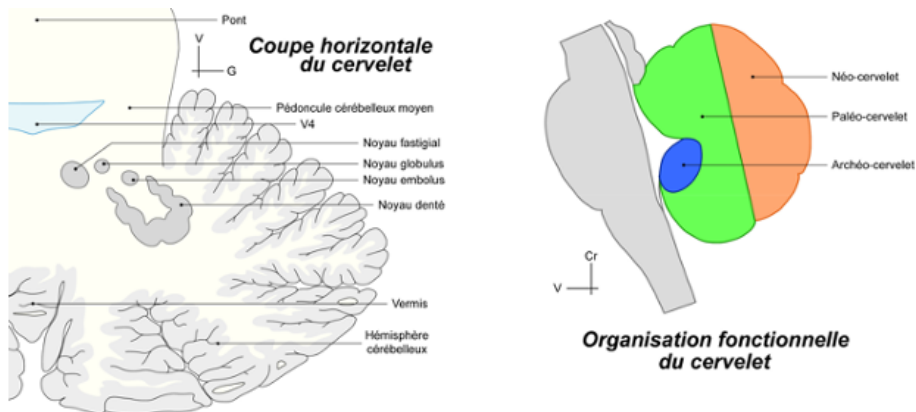 Pont
V
G
Coupe horizontale
du cervelet
Pédoncule cérébelleux moyen
V4
Noyau fastigial
Noyau globulus
Noyau embolus
Noyau denté
Vermis
Hémisphère
cérébelleux
Néo-cervelet
Paléo-cervelet
Archéo-cervelet
Cr
V
Organisation fonctionnelle
du cervelet